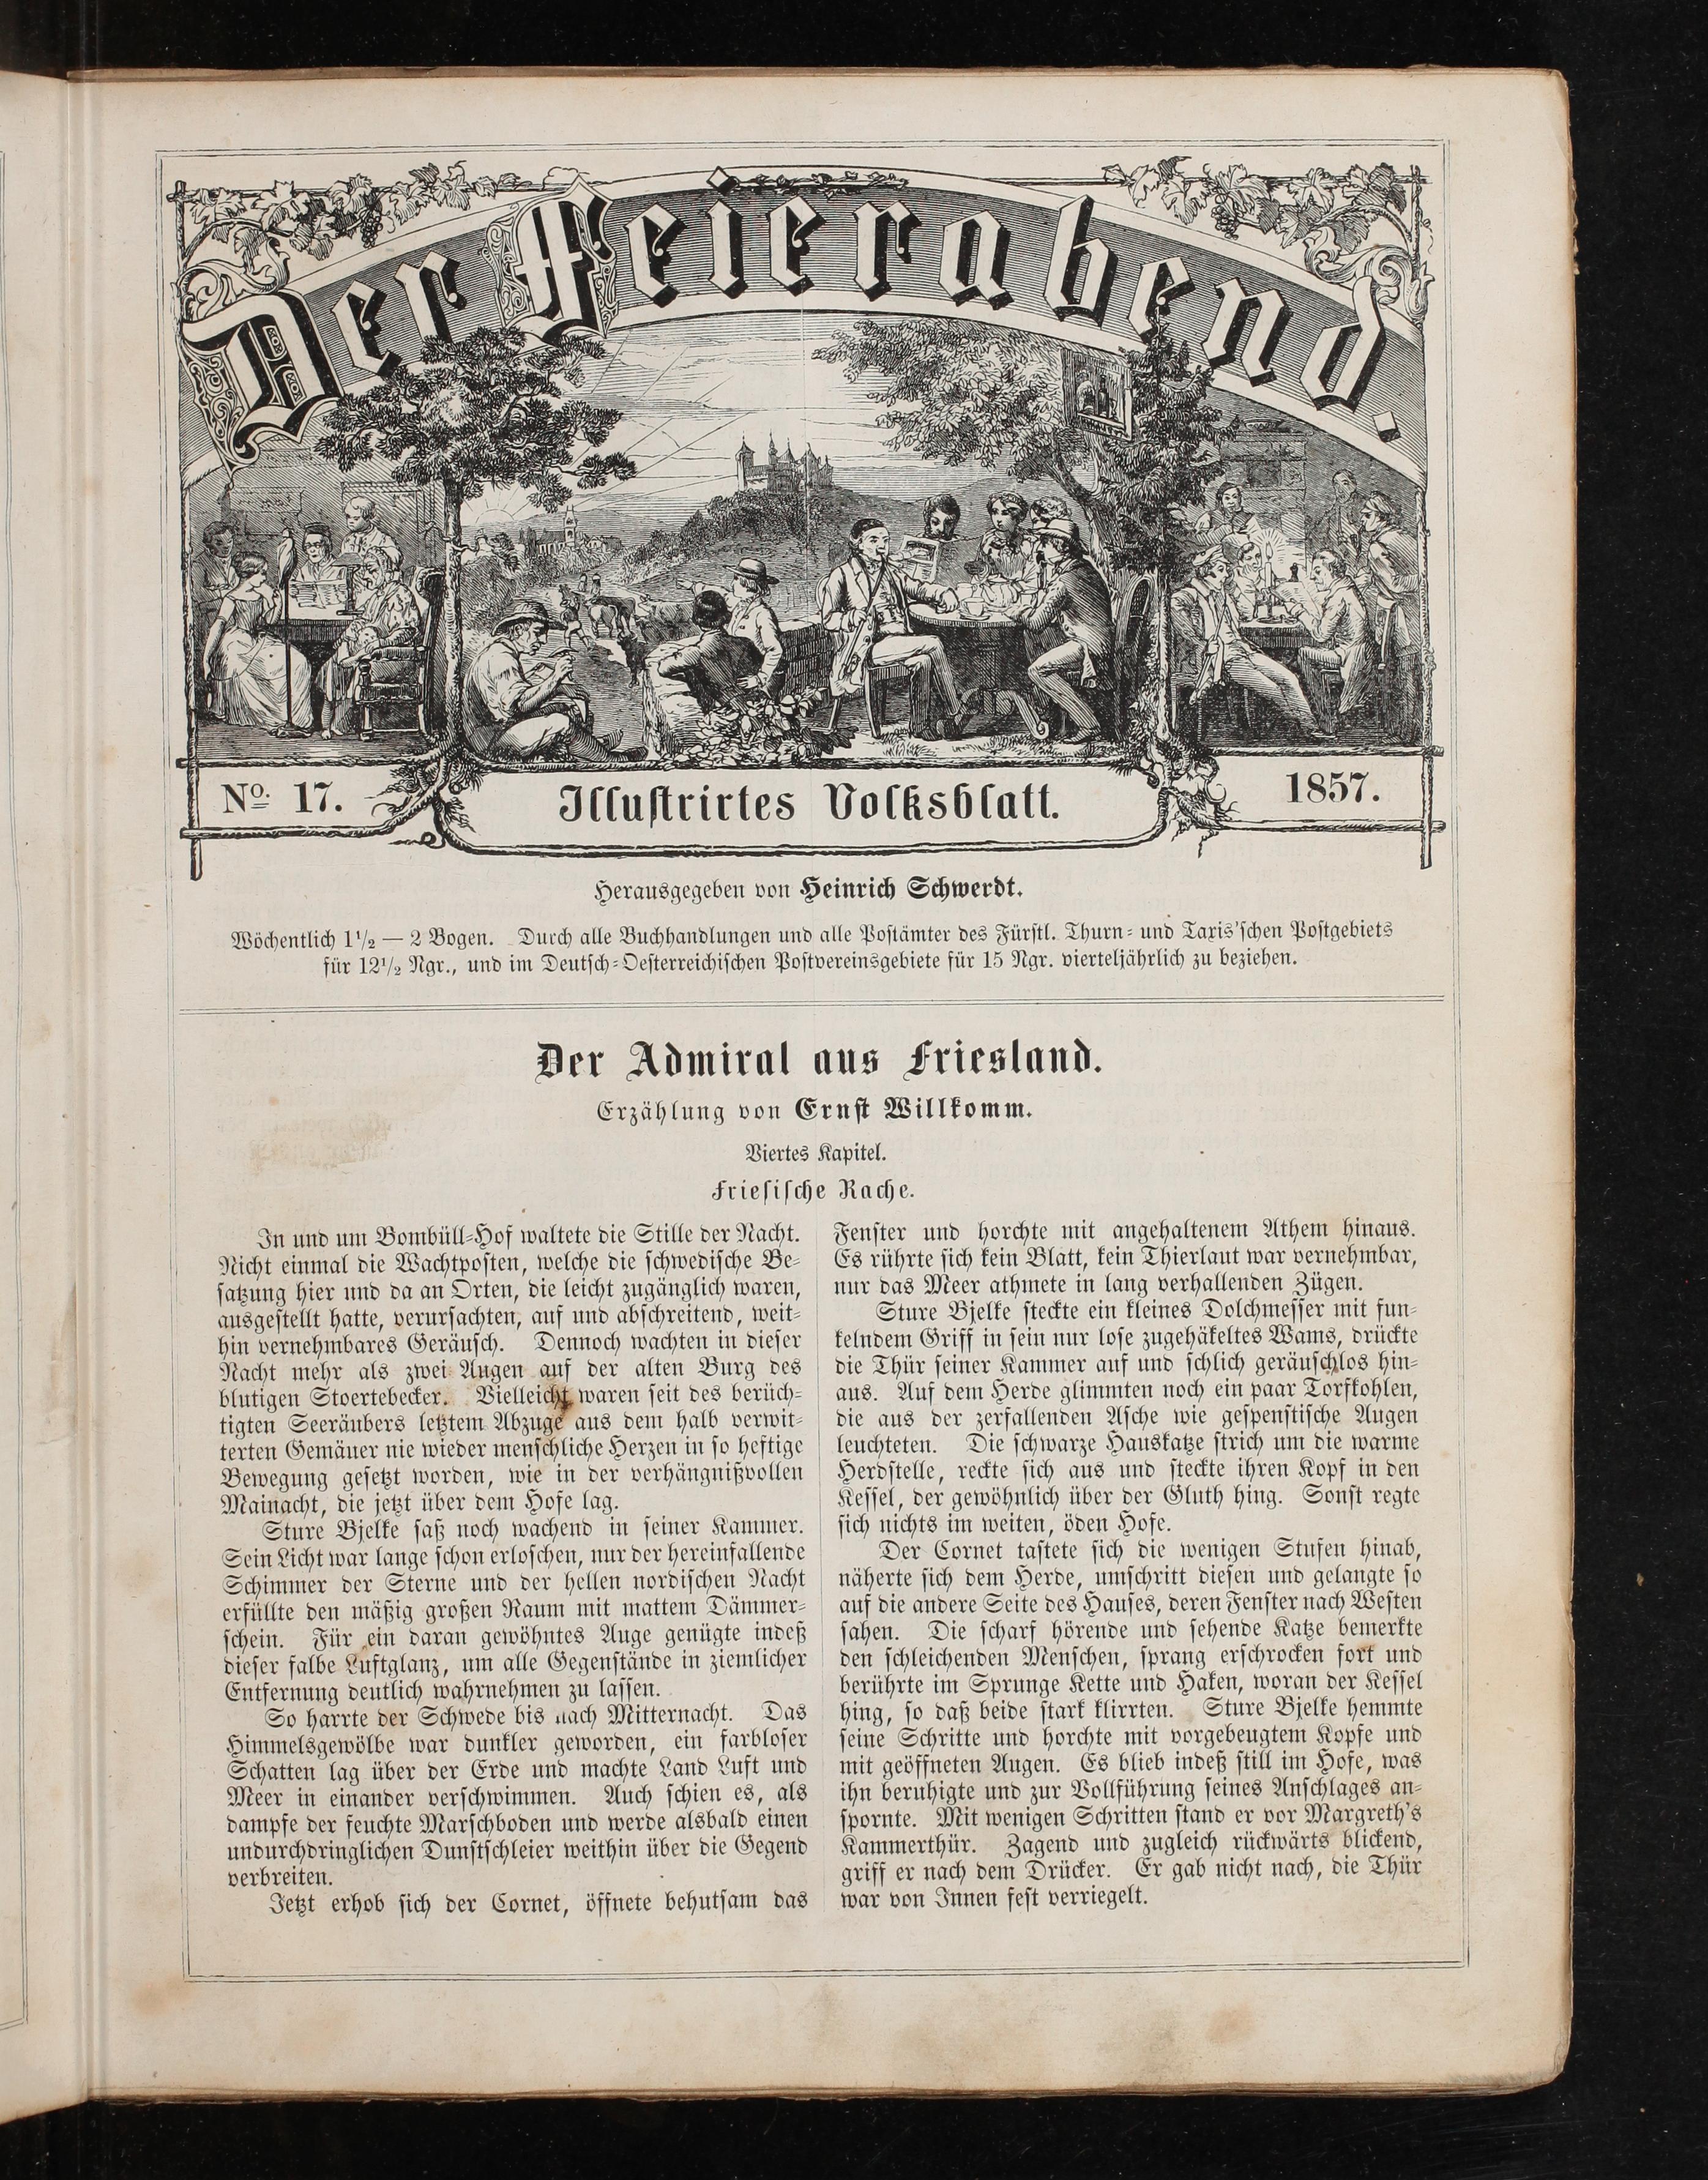 Der Feierabend.
No. 17.
Illustrirtes Volksblatt.
1857.
Herausgegeben von Heinrich Schwerdt.
Wöchentlich 1½ — 2 Bogen. Durch alle Buchhandlungen und alle Postämter des Fürstl. Thurn- und Taxis'schen Postgebiets
für 12½ Ngr., und im Deutsch-Oesterreichischen Postvereinsgebiete für 15 Ngr. vierteljährlich zu beziehen.
Der Admiral aus Friesland.
Erzählung von Ernst Willkomm.
Viertes Kapitel.
Friesische Rache.
In und um Bombüll-Hof waltete die Stille der Nacht.
Nicht einmal die Wachtposten, welche die schwedische Be-
satzung hier und da an Orten, die leicht zugänglich waren,
ausgestellt hatte, verursachten, auf und abschreitend, weit-
hin vernehmbares Geräusch. Dennoch wachten in dieser
Nacht mehr als zwei Augen auf der alten Burg des
blutigen Stoertebecker. Vielleicht waren seit des berüch-
tigten Seeräubers letztem Abzuge aus dem halb verwit-
terten Gemäuer nie wieder menschliche Herzen in so heftige
Bewegung gesetzt worden, wie in der verhängnißvollen
Mainacht, die jetzt über dem Hofe lag.
Sture Bjelke saß noch wachend in seiner Kammer.
Sein Licht war lange schon erloschen, nur der hereinfallende
Schimmer der Sterne und der hellen nordischen Nacht
erfüllte den mäßig großen Raum mit mattem Dämmer-
schein. Für ein daran gewöhntes Auge genügte indeß
dieser falbe Luftglanz, um alle Gegenstände in ziemlicher
Entfernung deutlich wahrnehmen zu lassen.
So harrte der Schwede bis nach Mitternacht. Das
Himmelsgewölbe war dunkler geworden, ein farbloser
Schatten lag über der Erde und machte Land Luft und
Meer in einander verschwimmen. Auch schien es, als
dampfe der feuchte Marschboden und werde alsbald einen
undurchdringlichen Dunstschleier weithin über die Gegend
verbreiten.
Jetzt erhob sich der Cornet, öffnete behutsam das
Fenster und horchte mit angehaltenem Athem hinaus.
Es rührte sich kein Blatt, kein Thierlaut war vernehmbar,
nur das Meer athmete in lang verhallenden Zügen.
Sture Bjelke steckte ein kleines Dolchmesser mit fun-
kelndem Griff in sein nur lose zugehäkeltes Wams, drückte
die Thür seiner Kammer auf und schlich geräuschlos hin-
aus. Auf dem Herde glimmten noch ein paar Torfkohlen,
die aus der zerfallenden Asche wie gespenstische Augen
leuchteten. Die schwarze Hauskatze strich um die warme
Herdstelle, reckte sich aus und steckte ihren Kopf in den
Kessel, der gewöhnlich über der Gluth hing. Sonst regte
sich nichts im weiten, öden Hofe.
Der Cornet tastete sich die wenigen Stufen hinab,
näherte sich dem Herde, umschritt diesen und gelangte so
auf die andere Seite des Hauses, deren Fenster nach Westen
sahen. Die scharf hörende und sehende Katze bemerkte
den schleichenden Menschen, sprang erschrocken fort und
berührte im Sprunge Kette und Haken, woran der Kessel
hing, so daß beide stark klirrten. Sture Bjelke hemmte
seine Schritte und horchte mit vorgebeugtem Kopfe und
mit geöffneten Augen. Es blieb indeß still im Hofe, was
ihn beruhigte und zur Vollführung seines Anschlages an-
spornte. Mit wenigen Schritten stand er vor Margreth's
Kammerthür. Zagend und zugleich rückwärts blickend,
griff er nach dem Drücker. Er gab nicht nach, die Thür
war von Innen fest verriegelt.